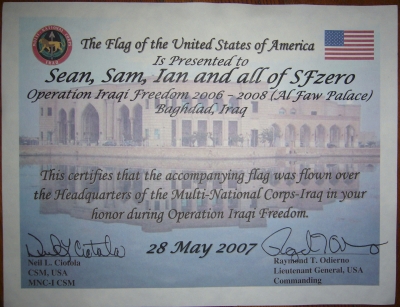 The Flag of the United States of America
Is Presented to
Sean, Sam, Ian and all of SFzero
Operation Iraqi Freedom 2006 - 2008 (Al Faw Palace)
Baghdad, Iraq
This certifies that the accompanying flag was flown over
the Headquarters of the Multi-National Corps-Iraq in your
honor during Operation Iraqi Freedom.
28 May 2007
Neil L. Ciotola
CSM, USA
MNC-I CSM
Raymond T. Odierno
Lieutenant General, USA
Commanding